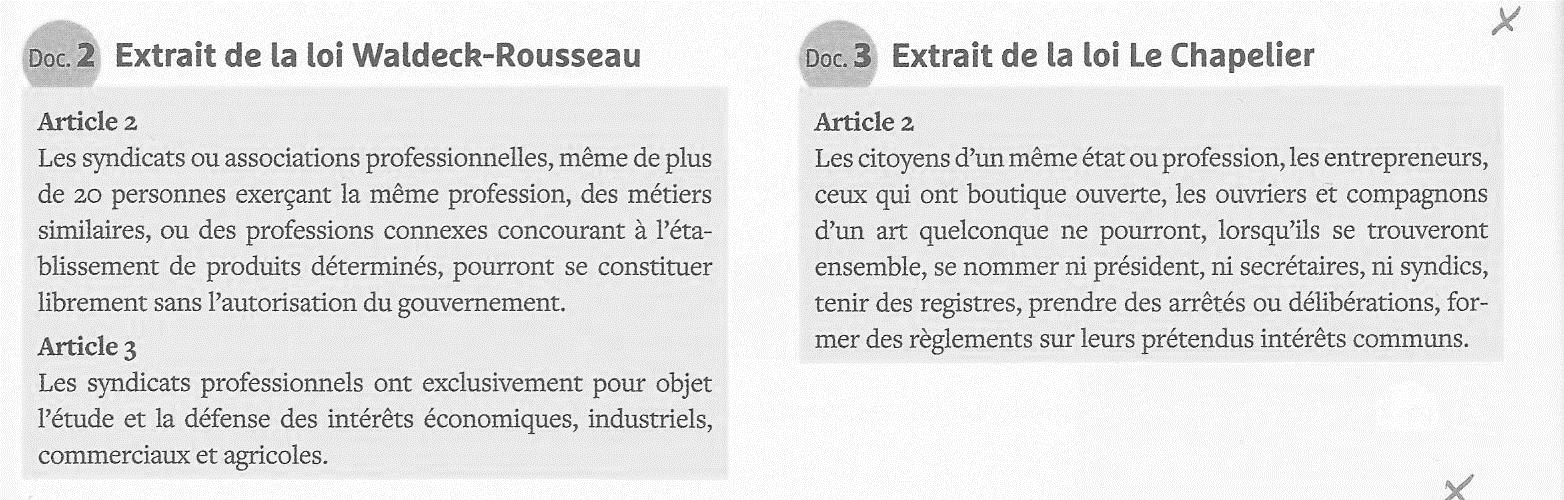 Doc. 2 Extrait de la loi Waldeck-Rousseau
Article 2
Les syndicats ou associations professionnelles, même de plus
de 20 personnes exerçant la même profession, des métiers
similaires, ou des professions connexes concourant à l'éta-
blissement de produits déterminés, pourront se constituer
librement sans l'autorisation du gouvernement.
Article 3
Les syndicats professionnels ont exclusivement pour objet
l'étude et la défense des intérêts économiques, industriels,
commerciaux et agricoles.
Doc. 3 Extrait de la loi Le Chapelier
Article 2
Les citoyens d'un même état ou profession, les entrepreneurs,
ceux qui ont boutique ouverte, les ouvriers et compagnons
d'un art quelconque ne pourront, lorsqu'ils se trouveront
ensemble, se nommer ni président, ni secrétaires, ni syndics,
tenir des registres, prendre des arrêtés ou délibérations, for-
mer des règlements sur leurs prétendus intérêts communs.